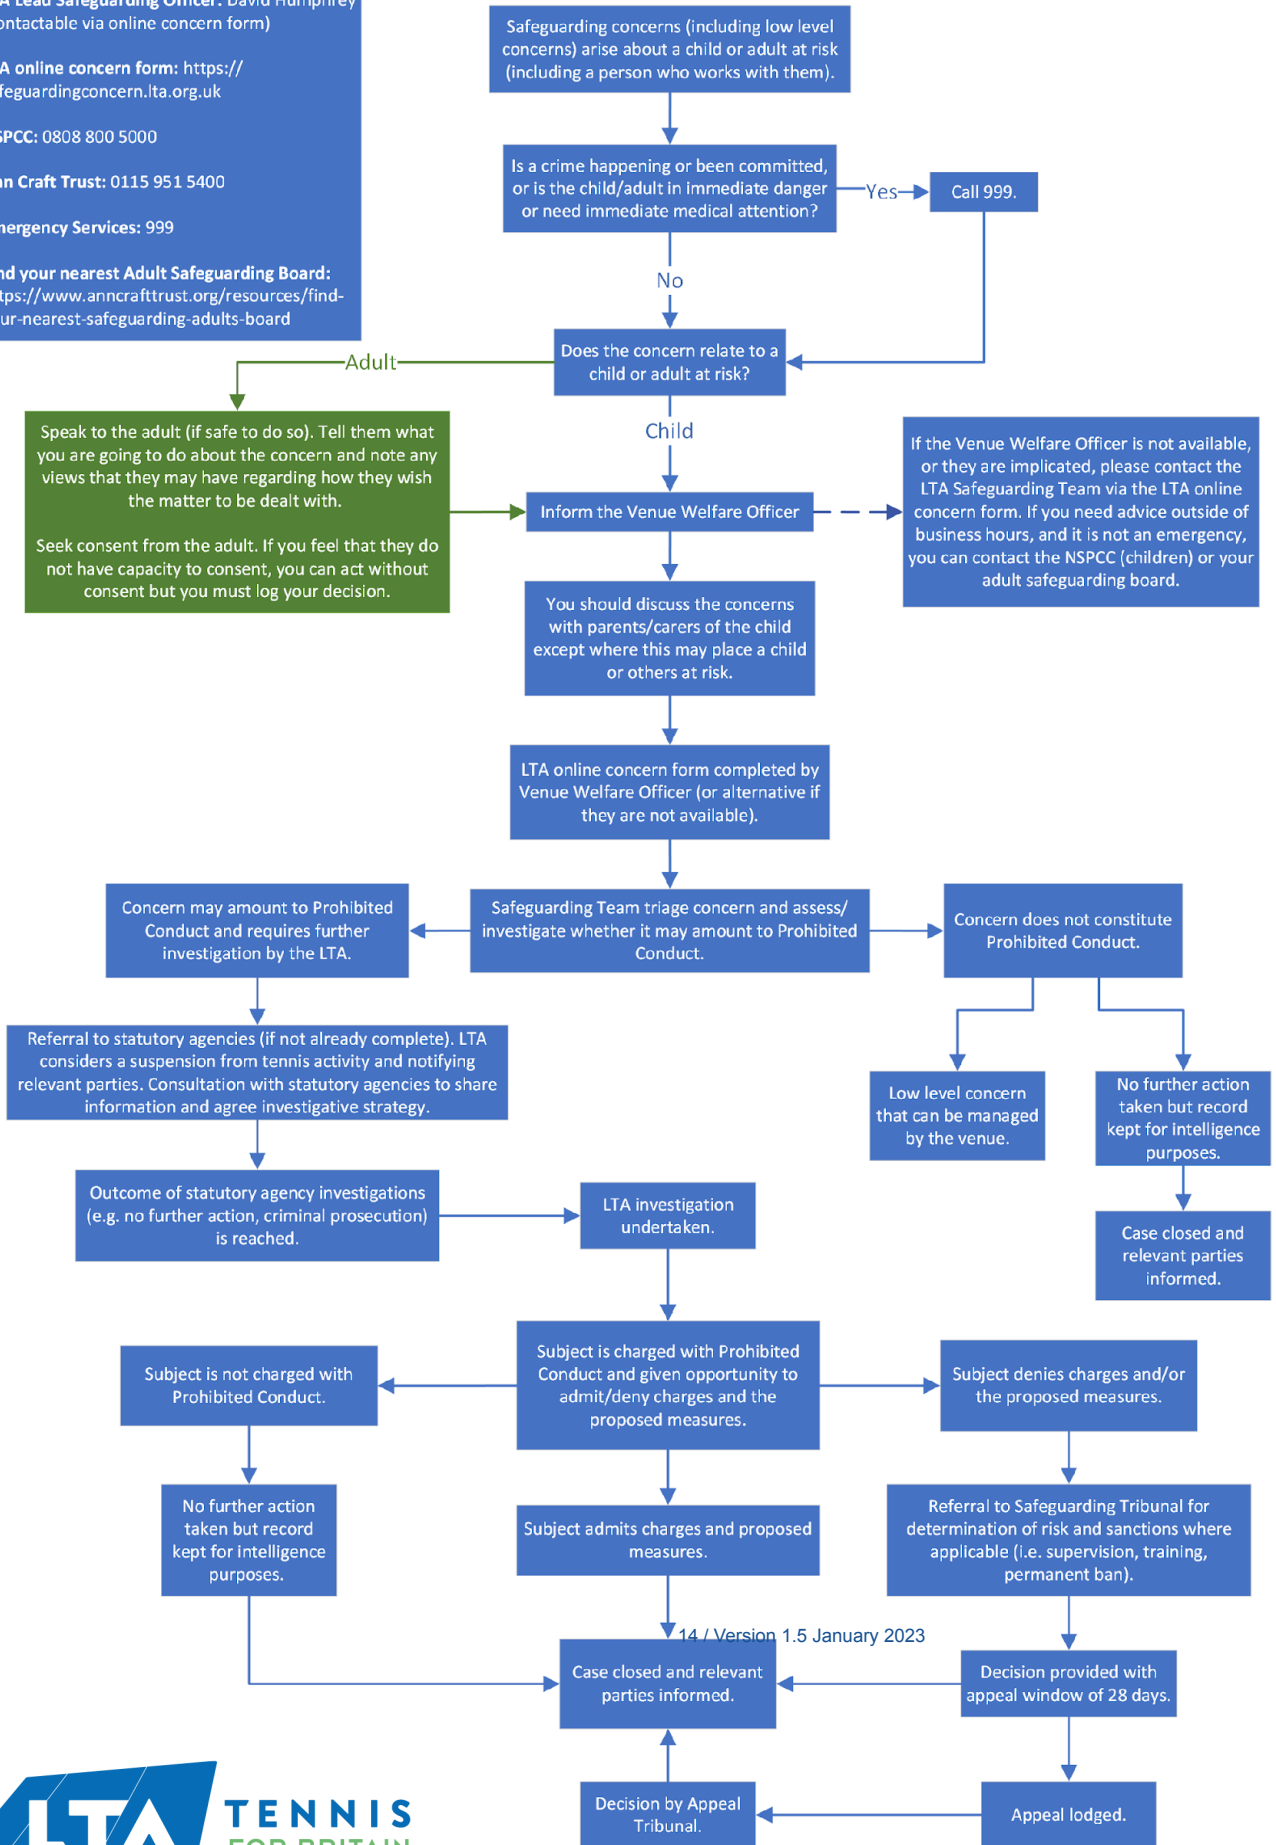 Lead Safeguarding Officer: David Humphrey
contactable via online concern form)
online concern form: https://
safeguardingconcern.lta.org.uk
NSPCC: 0808 800 5000
Ann Craft Trust: 0115 951 5400
Emergency Services: 999
Find your nearest Adult Safeguarding Board:
https://www.anncrafttrust.org/resources/find-
your-nearest-safeguarding-adults-board
Safeguarding concerns (including low level
concerns) arise about a child or adult at risk
(including a person who works with them).
Is a crime happening or been committed,
or is the child/adult in immediate danger
or need immediate medical attention?
Yes
Call 999.
No
Does the concern relate to a
child or adult at risk?
Adult
Child
Speak to the adult (if safe to do so). Tell them what
you are going to do about the concern and note any
views that they may have regarding how they wish
the matter to be dealt with.
Seek consent from the adult. If you feel that they do
not have capacity to consent, you can act without
consent but you must log your decision.
Inform the Venue Welfare Officer
If the Venue Welfare Officer is not available,
or they are implicated, please contact the
LTA Safeguarding Team via the LTA online
concern form. If you need advice outside of
business hours, and it is not an emergency,
you can contact the NSPCC (children) or your
adult safeguarding board.
You should discuss the concerns
with parents/carers of the child
except where this may place a child
or others at risk.
LTA online concern form completed by
Venue Welfare Officer (or alternative if
they are not available).
Concern may amount to Prohibited
Conduct and requires further
investigation by the LTA.
Safeguarding Team triage concern and assess/
investigate whether it may amount to Prohibited
Conduct.
Concern does not constitute
Prohibited Conduct.
Referral to statutory agencies (if not already complete). LTA
considers a suspension from tennis activity and notifying
relevant parties. Consultation with statutory agencies to share
information and agree investigative strategy.
Low level concern
that can be managed
by the venue.
No further action
taken but record
kept for intelligence
purposes.
Outcome of statutory agency investigations
(e.g. no further action, criminal prosecution)
is reached.
LTA investigation
undertaken.
Case closed and
relevant parties
informed.
Subject is not charged with
Prohibited Conduct.
Subject is charged with Prohibited
Conduct and given opportunity to
admit/deny charges and the
proposed measures.
Subject denies charges and/or
the proposed measures.
No further action
taken but record
kept for intelligence
purposes.
Subject admits charges and proposed
measures.
Referral to Safeguarding Tribunal for
determination of risk and sanctions where
applicable (i.e. supervision, training,
permanent ban).
14 / Version 1.5 January 2023
Case closed and relevant
parties informed.
Decision provided with
appeal window of 28 days.
Decision by Appeal
Tribunal.
Appeal lodged.
LTA TENNIS
FOR BRITAIN